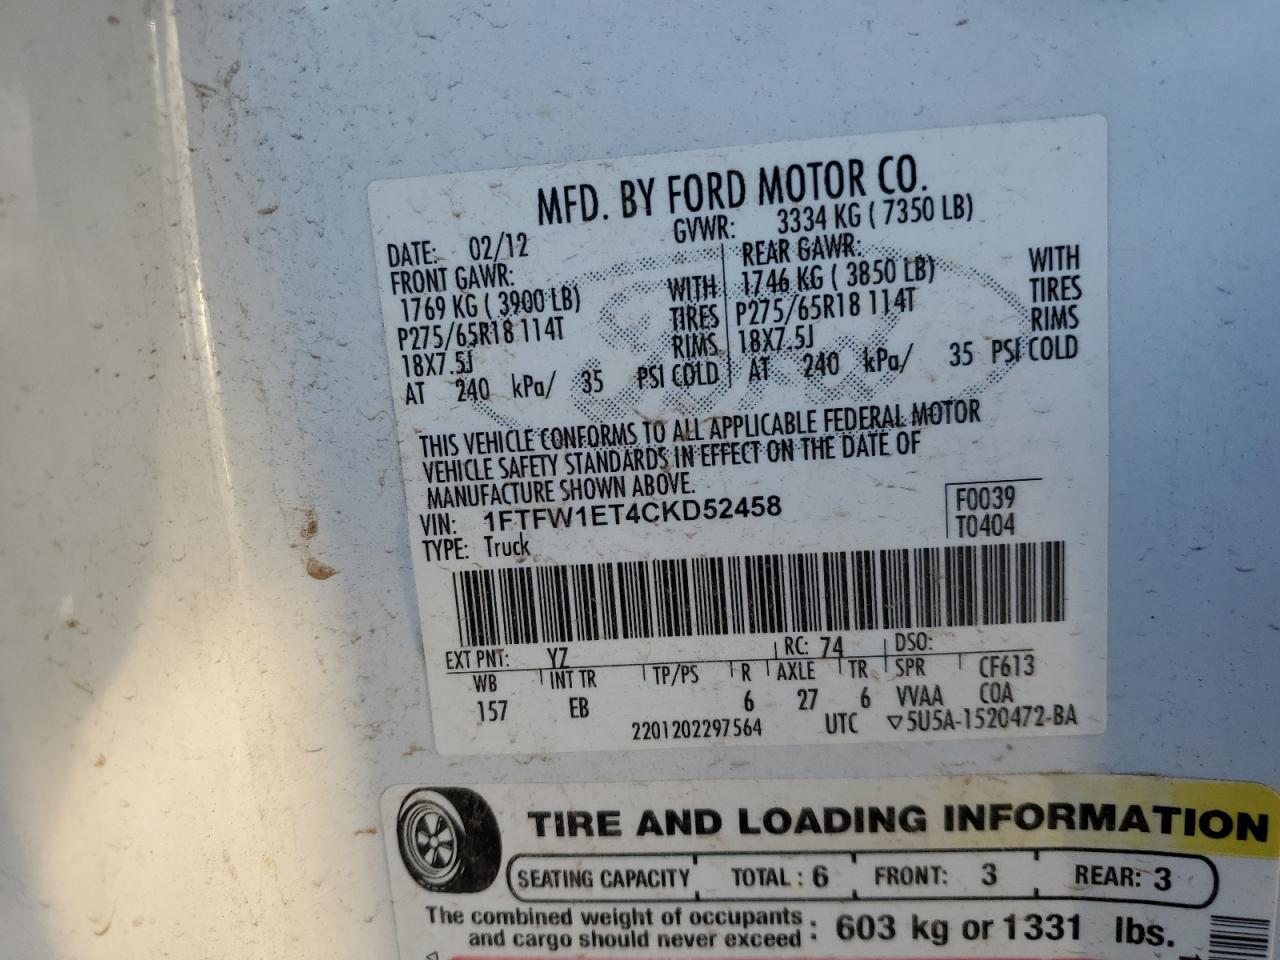 MFD. BY FORD MOTOR CO.
DATE: 02/12 GVWR: 3334 KG ( 7350 LB)
FRONT GAWR: REAR GAWR:
1769 KG ( 3900 LB) WITH 1746 KG ( 3850 LB) WITH
P275/65R18 114T TIRES P275/65R18 114T TIRES
18X7.5J RIMS 18X7.5J RIMS
AT 240 kPa/ 35 PSI COLD AT 240 kPa/ 35 PSI COLD
THIS VEHICLE CONFORMS TO ALL APPLICABLE FEDERAL MOTOR
VEHICLE SAFETY STANDARDS IN EFFECT ON THE DATE OF
MANUFACTURE SHOWN ABOVE.
VIN: 1FTFW1ET4CKD52458 F0039
TYPE: Truck T0404
EXT PNT: YZ RC: 74 DSO:
WB INT TR TP/PS R AXLE TR SPR CF613
157 EB 6 27 6 VVAA COA
2201202297564 UTC ▽5U5A-1520472-BA
TIRE AND LOADING INFORMATION
SEATING CAPACITY TOTAL : 6 FRONT: 3 REAR: 3
The combined weight of occupants
and cargo should never exceed : 603 kg or 1331 lbs.